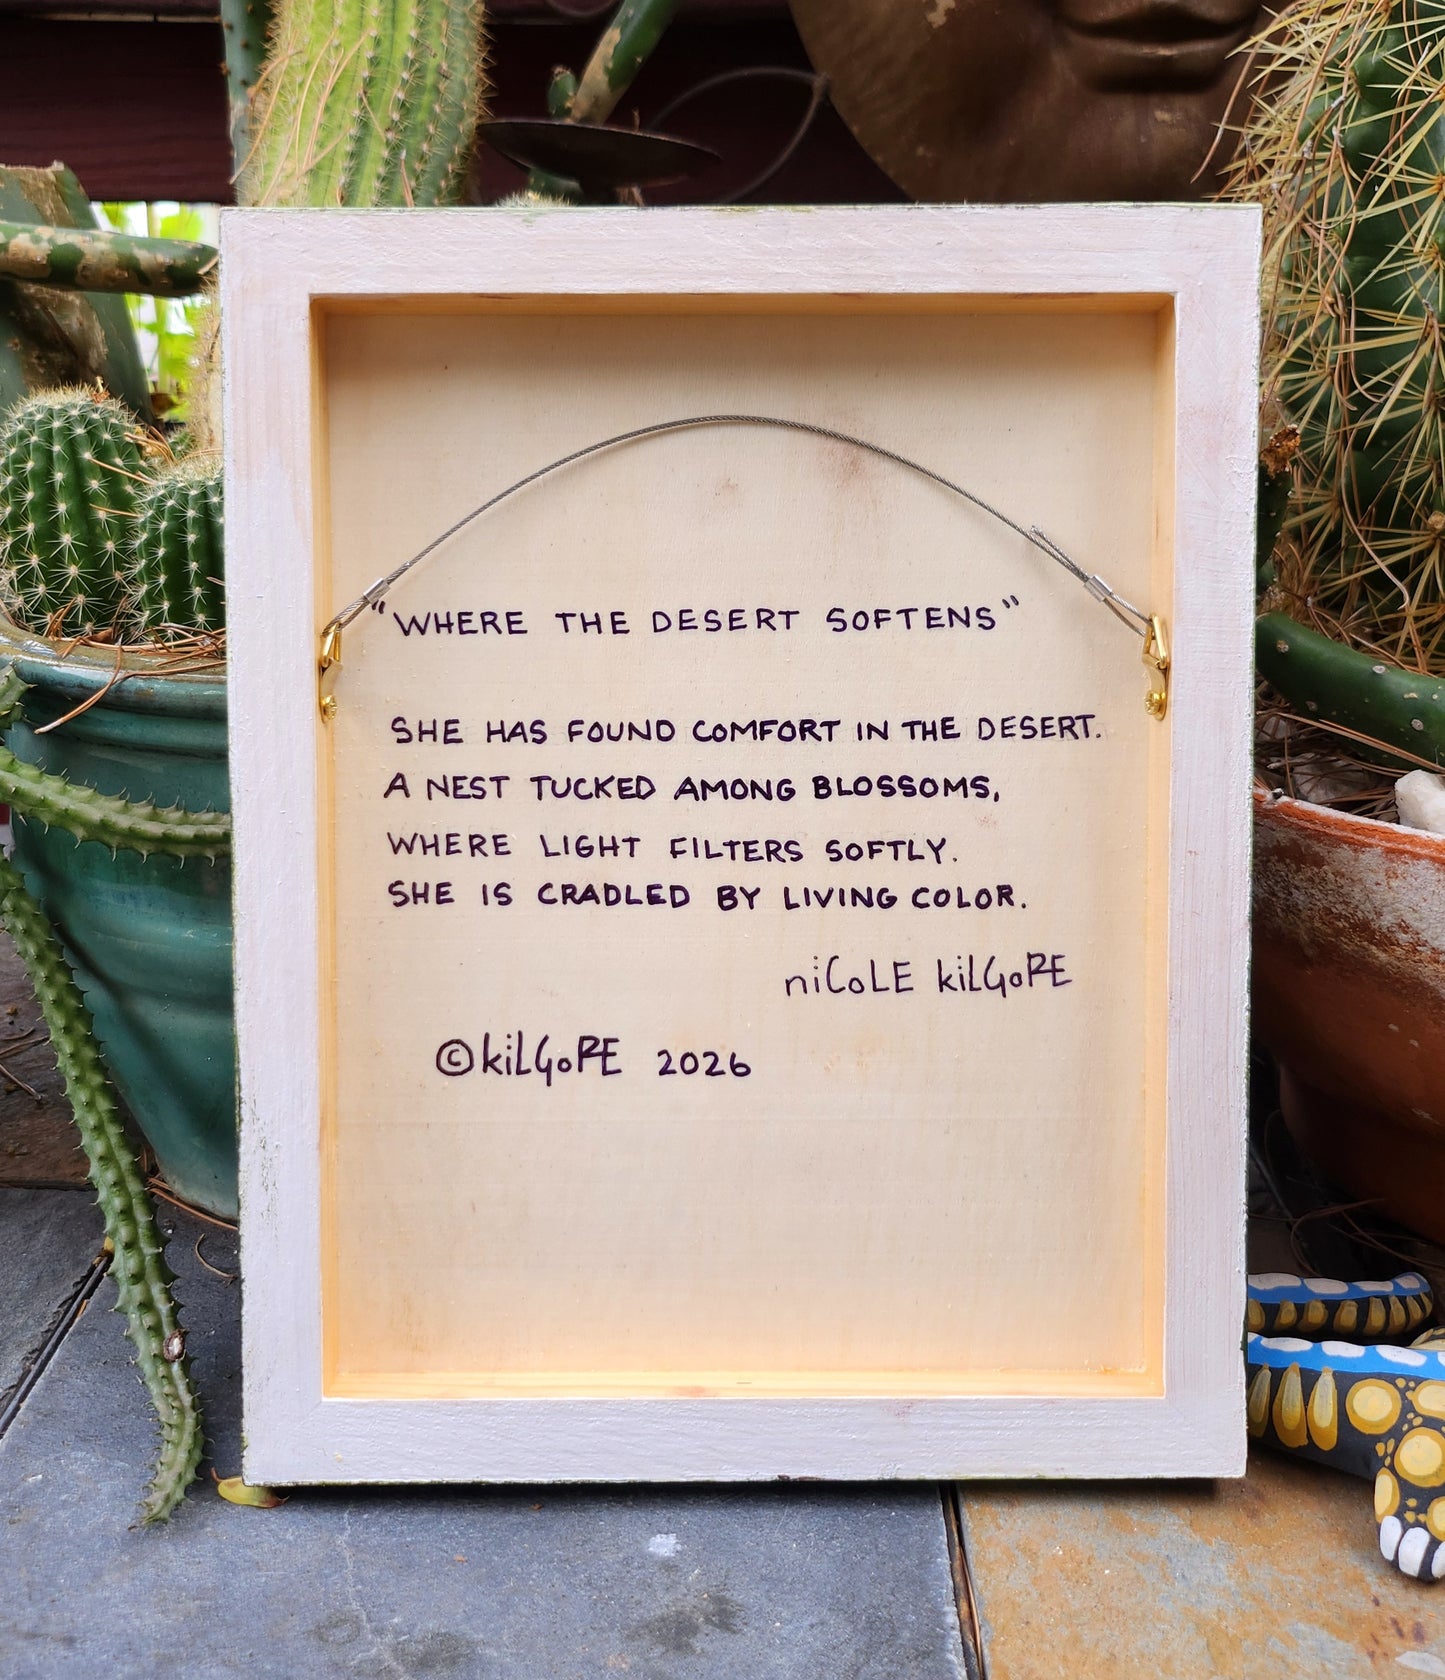 "WHERE THE DESERT SOFTENS"
SHE HAS FOUND COMFORT IN THE DESERT.
A NEST TUCKED AMONG BLOSSOMS,
WHERE LIGHT FILTERS SOFTLY.
SHE IS CRADLED BY LIVING COLOR.
niCoLE kiLGoRE
©kiLGoRE 2026